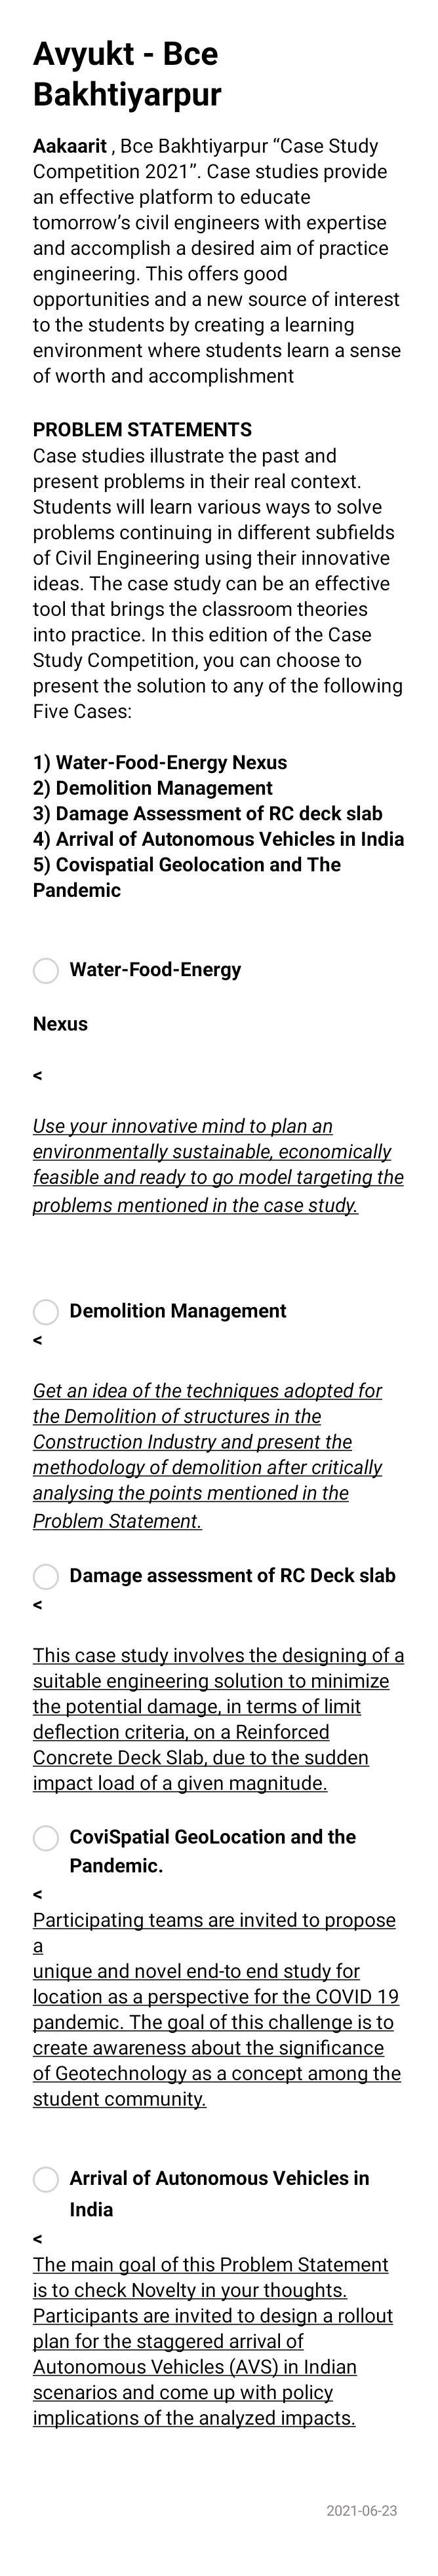 Avyukt - Bce
Bakhtiyarpur
Aakaarit , Bce Bakhtiyarpur “Case Study
Competition 2021”. Case studies provide
an effective platform to educate
tomorrow’s civil engineers with expertise
and accomplish a desired aim of practice
engineering. This offers good
opportunities and a new source of interest
to the students by creating a learning
environment where students learn a sense
of worth and accomplishment
PROBLEM STATEMENTS
Case studies illustrate the past and
present problems in their real context.
Students will learn various ways to solve
problems continuing in different subfields
of Civil Engineering using their innovative
ideas. The case study can be an effective
tool that brings the classroom theories
into practice. In this edition of the Case
Study Competition, you can choose to
present the solution to any of the following
Five Cases:
1) Water-Food-Energy Nexus
2) Demolition Management
3) Damage Assessment of RC deck slab
4) Arrival of Autonomous Vehicles in India
5) Covispatial Geolocation and The
Pandemic
Water-Food-Energy
Nexus
<
Use your innovative mind to plan an
environmentally sustainable, economically
feasible and ready to go model targeting the
problems mentioned in the case study.
Demolition Management
<
Get an idea of the techniques adopted for
the Demolition of structures in the
Construction Industry and present the
methodology of demolition after critically
analysing the points mentioned in the
Problem Statement.
Damage assessment of RC Deck slab
<
This case study involves the designing of a
suitable engineering solution to minimize
the potential damage, in terms of limit
deflection criteria, on a Reinforced
Concrete Deck Slab, due to the sudden
impact load of a given magnitude.
CoviSpatial GeoLocation and the
Pandemic.
<
Participating teams are invited to propose
a
unique and novel end-to end study for
location as a perspective for the COVID 19
pandemic. The goal of this challenge is to
create awareness about the significance
of Geotechnology as a concept among the
student community.
Arrival of Autonomous Vehicles in
India
<
The main goal of this Problem Statement
is to check Novelty in your thoughts.
Participants are invited to design a rollout
plan for the staggered arrival of
Autonomous Vehicles (AVS) in Indian
scenarios and come up with policy
implications of the analyzed impacts.
2021-06-23